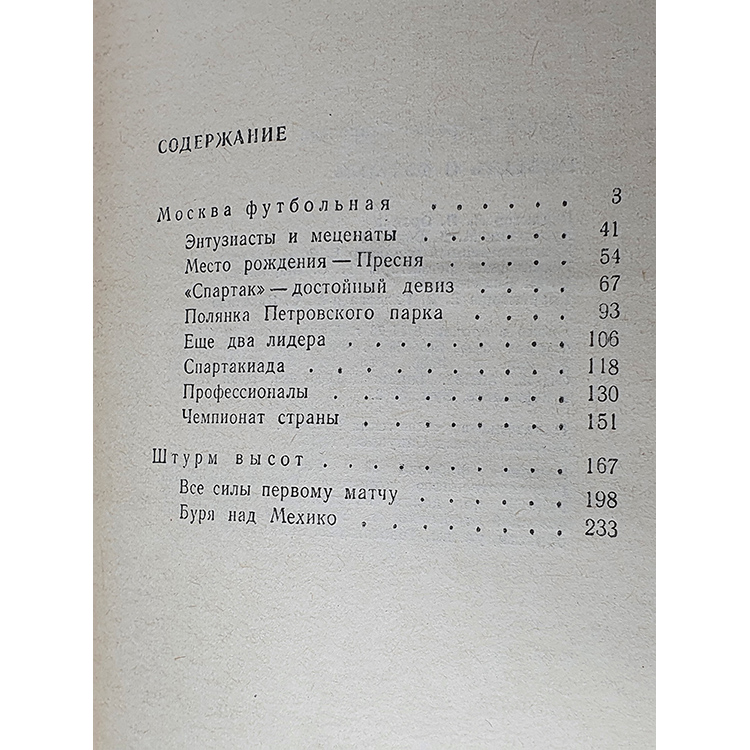 СОДЕРЖАНИЕ
Москва футбольная . . . . . . 3
Энтузиасты и меценаты . . . . . 41
Место рождения — Пресня . . . . 54
«Спартак» — достойный девиз . . . 67
Полянка Петровского парка . . . . 93
Еще два лидера . . . . . . . . 106
Спартакиада . . . . . . . . . 118
Профессионалы . . . . . . . . 130
Чемпионат страны . . . . . . . 151
Штурм высот . . . . . . . . . 167
Все силы первому матчу . . . . . 198
Буря над Мехико . . . . . . . 233